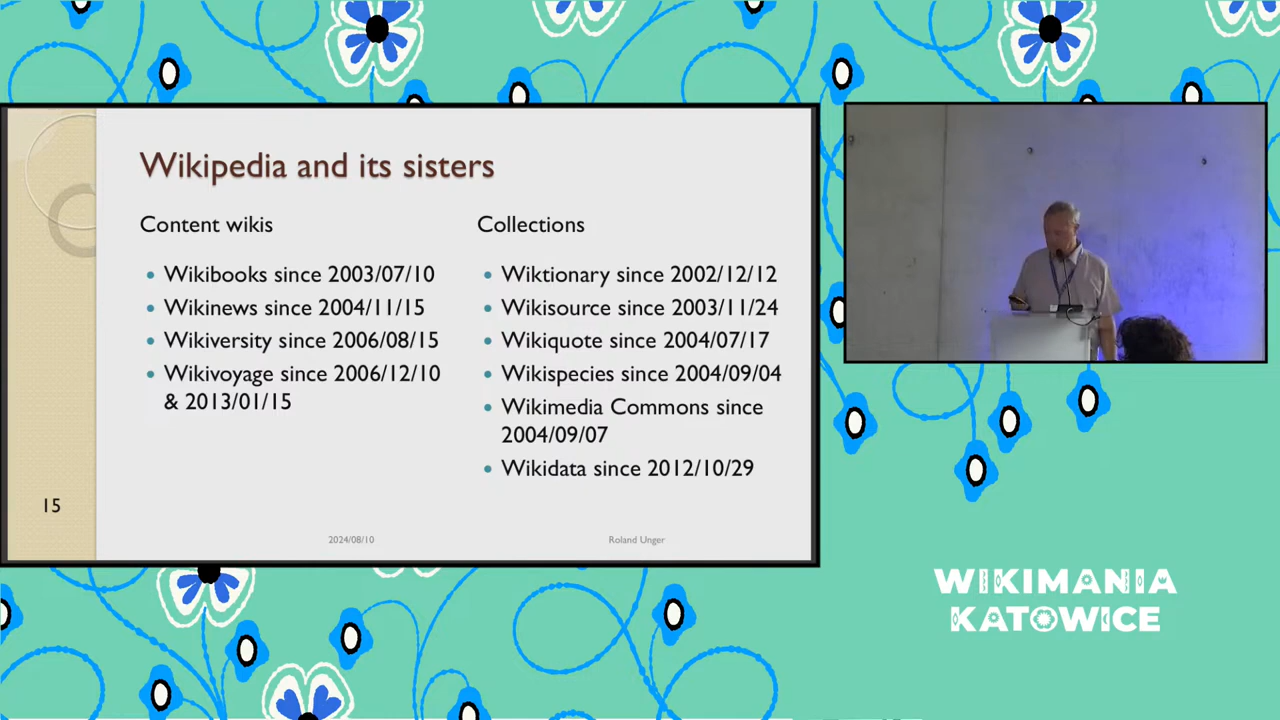 Wikipedia and its sisters
Content wikis
Wikibooks since 2003/07/10
Wikinews since 2004/11/15
Wikiversity since 2006/08/15
Wikivoyage since 2006/12/10
& 2013/01/15
Collections
Wiktionary since 2002/12/12
Wikisource since 2003/11/24
Wikiquote since 2004/07/17
Wikispecies since 2004/09/04
Wikimedia Commons since
2004/09/07
Wikidata since 2012/10/29
15
2024/08/10
Roland Unger
WIKIMANIA
KATOWICE